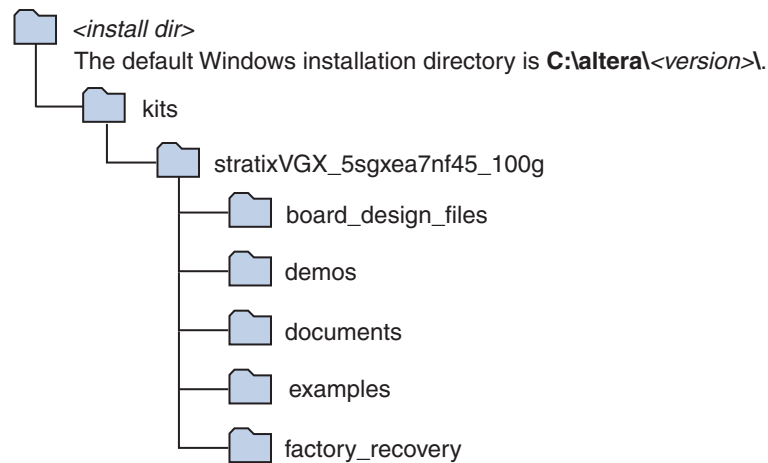 <install dir>
The default Windows installation directory is C:\altera\<version>\.
kits
stratixVGX_5sgxea7nf45_100g
board_design_files
demos
documents
examples
factory_recovery